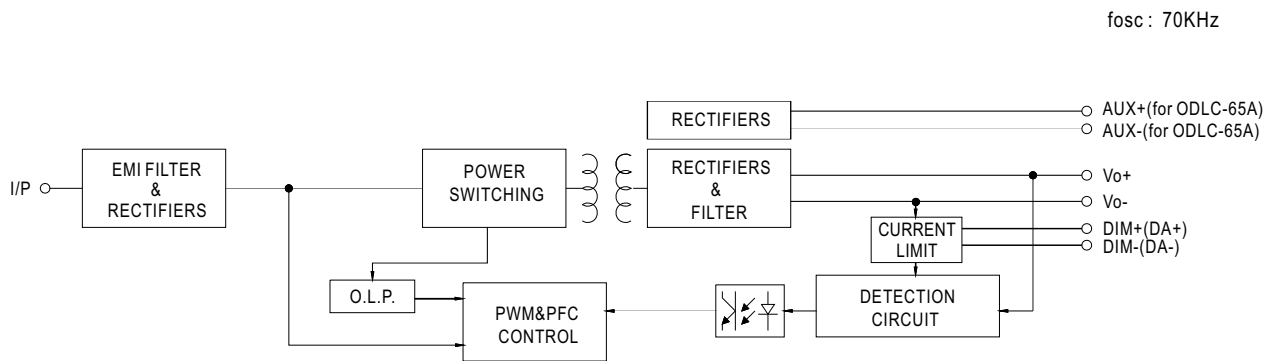 fosc : 70KHz
RECTIFIERS
AUX+(for ODLC-65A)
AUX-(for ODLC-65A)
I/P
EMI FILTER
&
RECTIFIERS
POWER
SWITCHING
RECTIFIERS
&
FILTER
Vo+
Vo-
CURRENT
LIMIT
DIM+(DA+)
DIM-(DA-)
O.L.P.
PWM&PFC
CONTROL
DETECTION
CIRCUIT